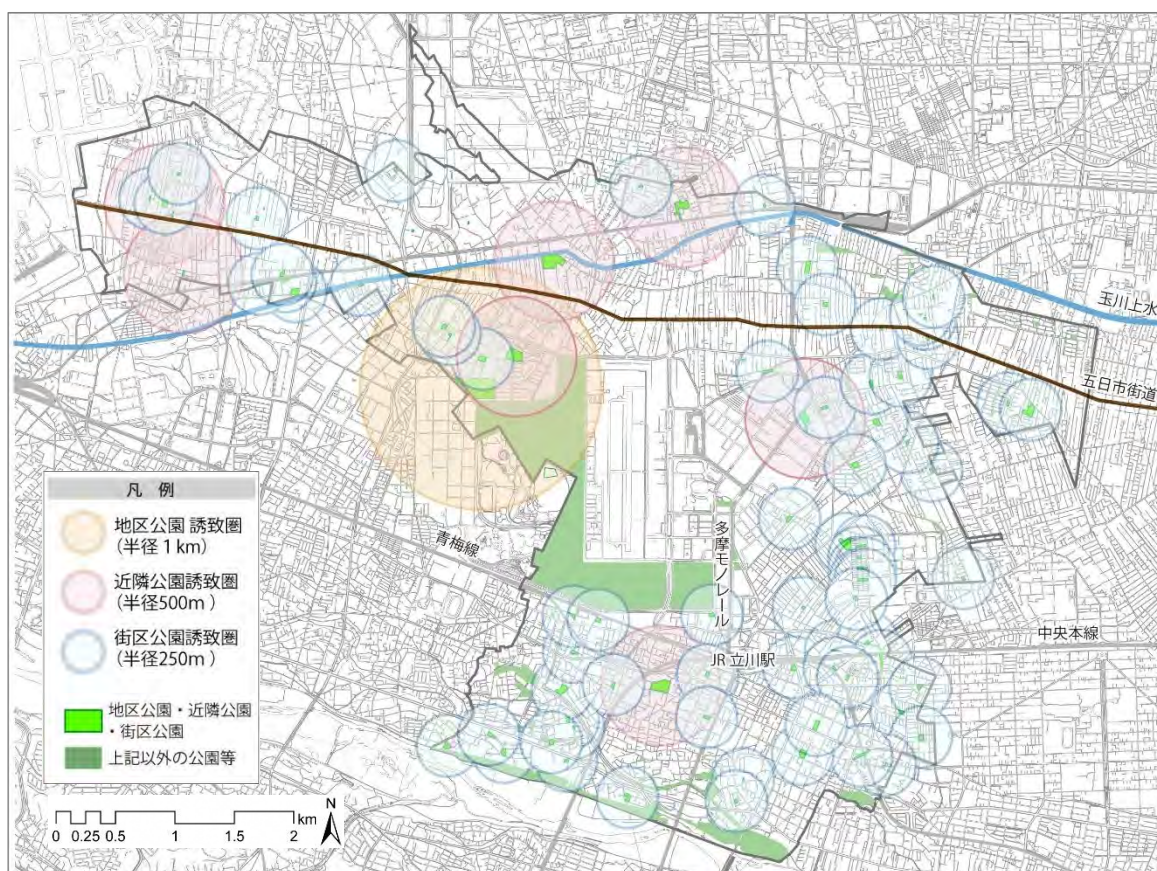 玉川上水
五日市街道
多摩モノレール
青梅線
中央本線
JR 立川駅
凡 例
地区公園 誘致圏
(半径 1 km)
近隣公園誘致圏
(半径500m )
街区公園誘致圏
(半径250m )
地区公園・近隣公園
・街区公園
上記以外の公園等
N
km
0 0.25 0.5 1 1.5 2